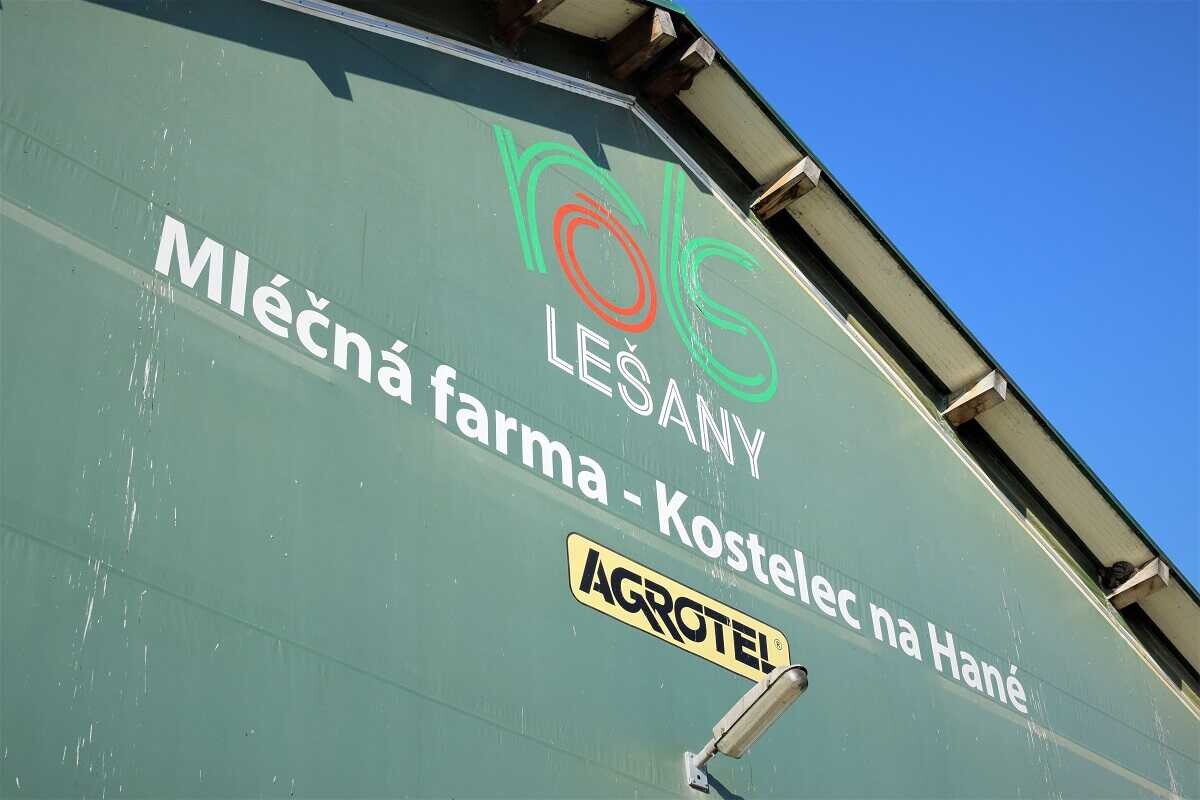 rols
LEŠANY
Mléčná farma - Kostelec na Hané
AGROTEL®